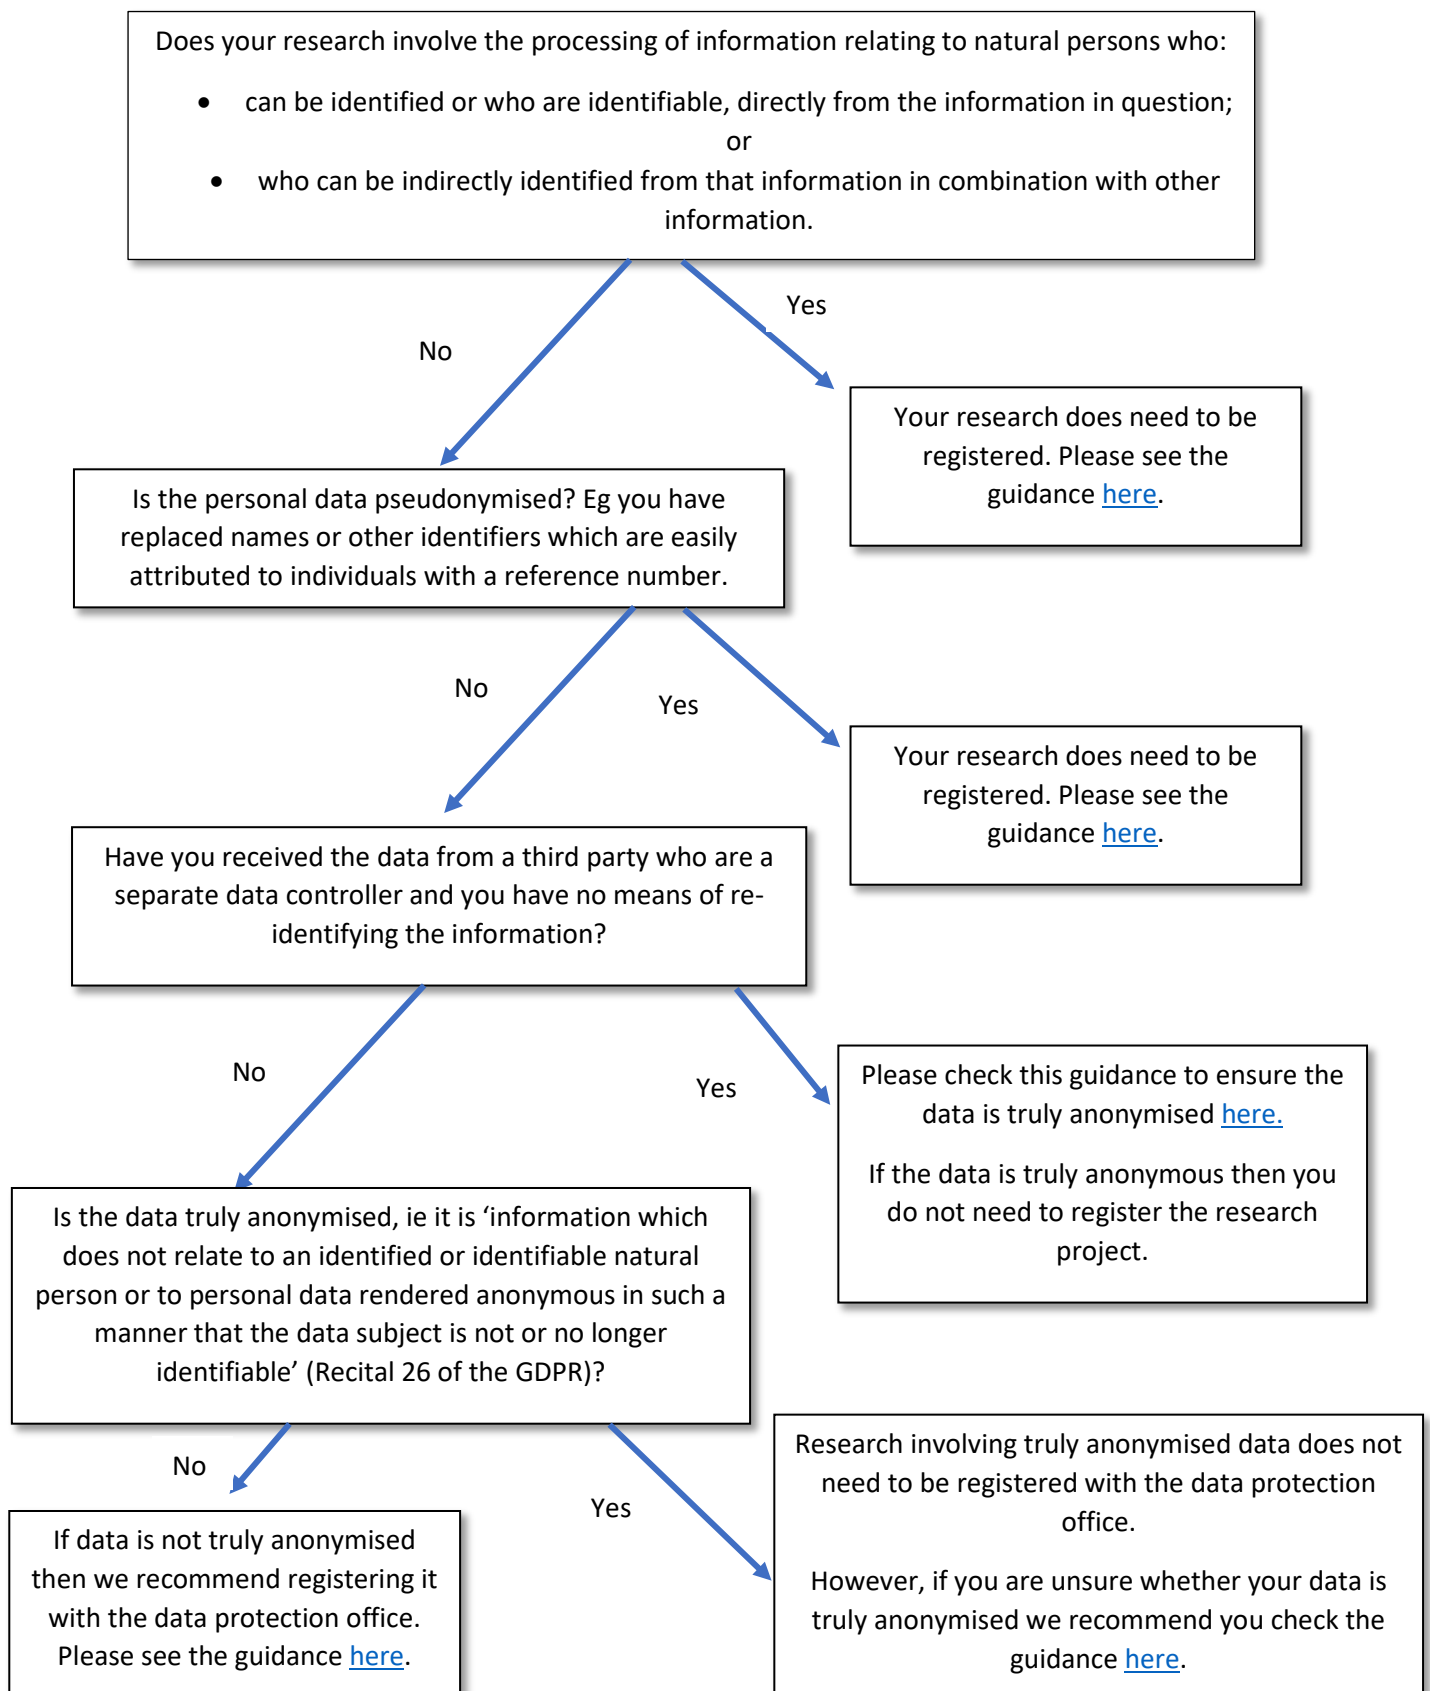 Does your research involve the processing of information relating to natural persons who:
• can be identified or who are identifiable, directly from the information in question;
or
• who can be indirectly identified from that information in combination with other
information.
Yes
No
Your research does need to be
registered. Please see the
guidance here.
Is the personal data pseudonymised? Eg you have
replaced names or other identifiers which are easily
attributed to individuals with a reference number.
No
Yes
Your research does need to be
registered. Please see the
guidance here.
Have you received the data from a third party who are a
separate data controller and you have no means of re-
identifying the information?
No
Yes
Please check this guidance to ensure the
data is truly anonymised here.
If the data is truly anonymous then you
do not need to register the research
project.
Is the data truly anonymised, ie it is ‘information which
does not relate to an identified or identifiable natural
person or to personal data rendered anonymous in such a
manner that the data subject is not or no longer
identifiable’ (Recital 26 of the GDPR)?
No
Yes
Research involving truly anonymised data does not
need to be registered with the data protection
office.
However, if you are unsure whether your data is
truly anonymised we recommend you check the
guidance here.
If data is not truly anonymised
then we recommend registering it
with the data protection office.
Please see the guidance here.